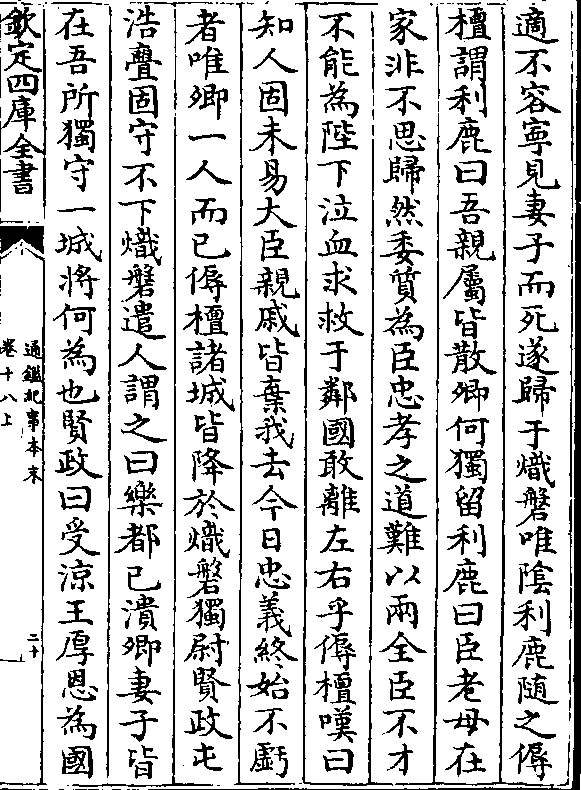 適不容寧見妻子而死遂歸于熾磐唯隂利鹿隨之傉
檀謂利鹿曰吾親屬皆散卿何獨留利鹿曰臣老母在
家非不思歸然委質為臣忠孝之道難以兩全臣不才
不能為陛下泣血求救于鄰國敢離左右乎傉檀嘆曰
知人固未易大臣親戚皆棄我去今日忠義終始不虧
者唯卿一人而已傉檀諸城皆降於熾磐獨尉賢政屯
浩亹固守不下熾磐遣人謂之曰樂都已潰卿妻子皆
在吾所獨守一城將何為也賢政曰受涼王厚恩為國
欽定四庫全書
通鑑紀事本末
卷十八上
二十